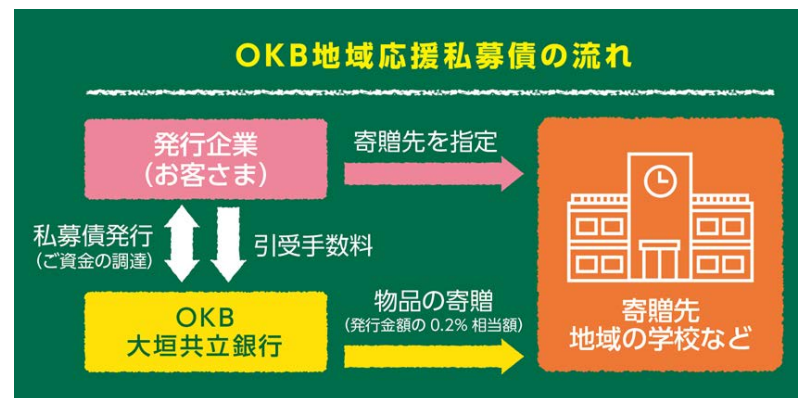 OKB地域応援私募債の流れ
発行企業
(お客さま)
寄贈先を指定
私募債発行
(ご資金の調達)
引受手数料
OKB
大垣共立銀行
物品の寄贈
(発行金額の0.2%相当額)
寄贈先
地域の学校など